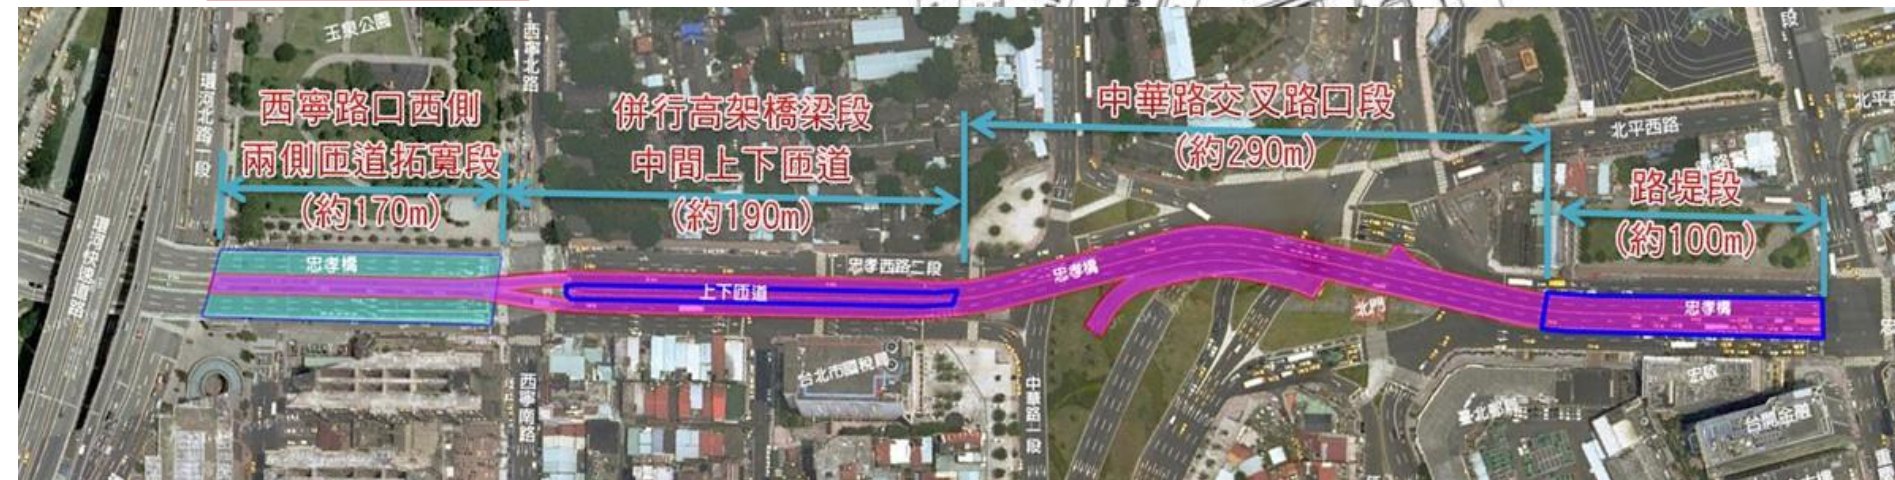 玉泉公園
西寧北路
環河北路一段
西寧路口西側
兩側匝道拓寬段
(約170m)
併行高架橋梁段
中間上下匝道
(約190m)
中華路交叉路口段
(約290m)
北平西路
路堤段
(約100m)
段
北平西
環河快速道路
忠孝橋
忠孝西路二段
上下匝道
忠孝橋
北門
忠孝橋
台北市國稅局
西寧南路
中華路一段
臺北郵局
台開金融